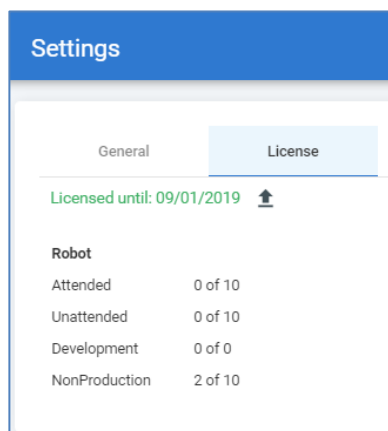 Settings
General License
Licensed until: 09/01/2019
Robot
Attended 0 of 10
Unattended 0 of 10
Development 0 of 0
NonProduction 2 of 10